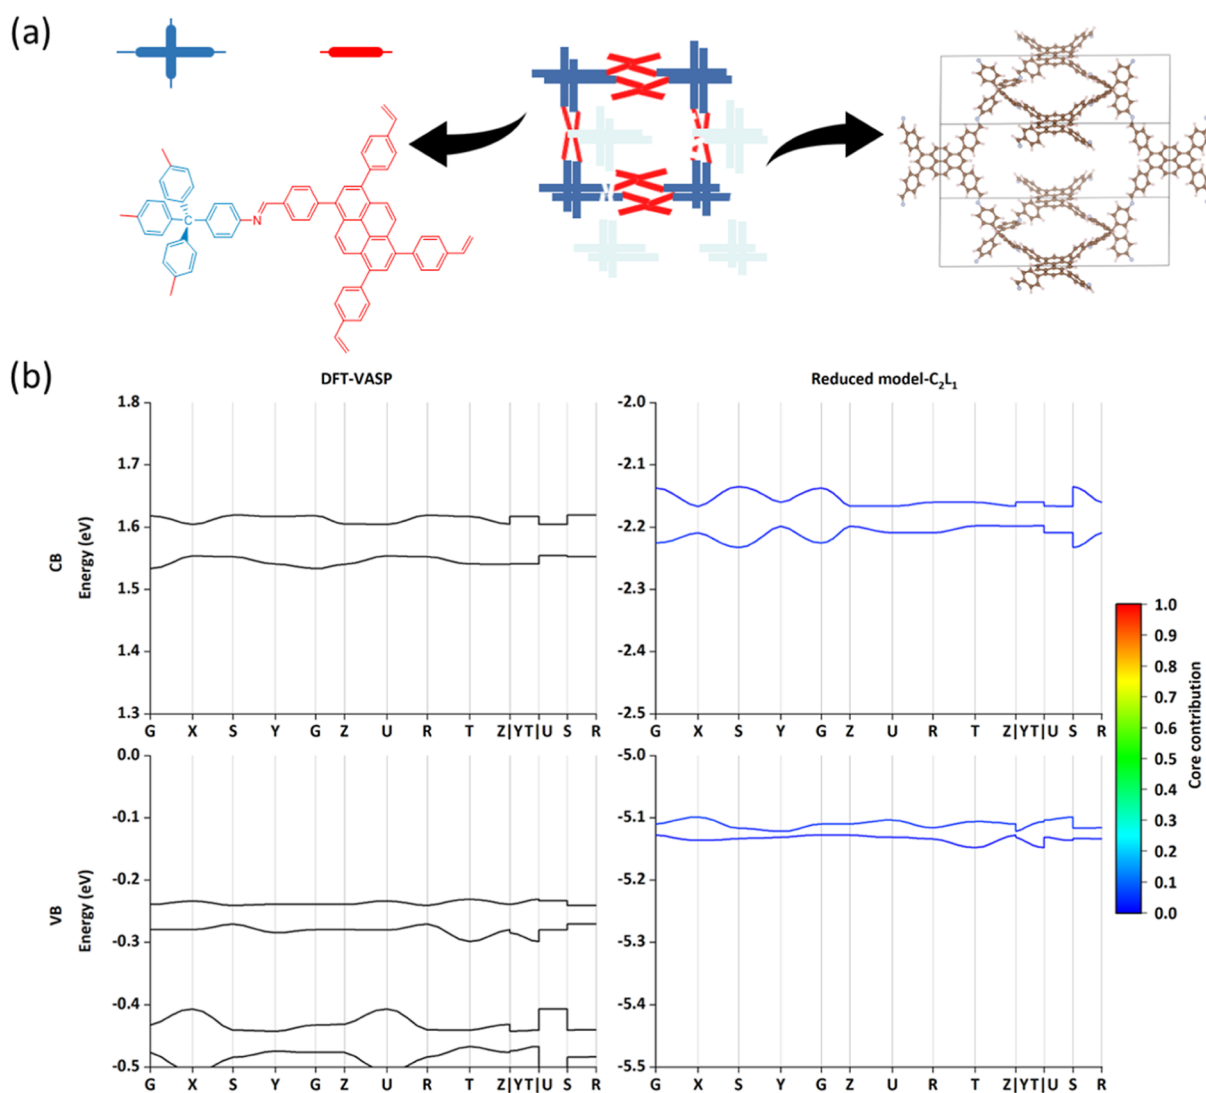 (a)
C
N
(b)
DFT-VASP
Reduced model-C₂L₁
CB
Energy (eV)
1.8
1.7
1.6
1.5
1.4
1.3
G X S Y G Z U R T Z|Y T|U S R
-2.0
-2.1
-2.2
-2.3
-2.4
-2.5
G X S Y G Z U R T Z|Y T|U S R
VB
Energy (eV)
0.0
-0.1
-0.2
-0.3
-0.4
-0.5
G X S Y G Z U R T Z|Y T|U S R
-5.0
-5.1
-5.2
-5.3
-5.4
-5.5
G X S Y G Z U R T Z|Y T|U S R
1.0
0.9
0.8
0.7
0.6
0.5
0.4
0.3
0.2
0.1
0.0
Core contribution